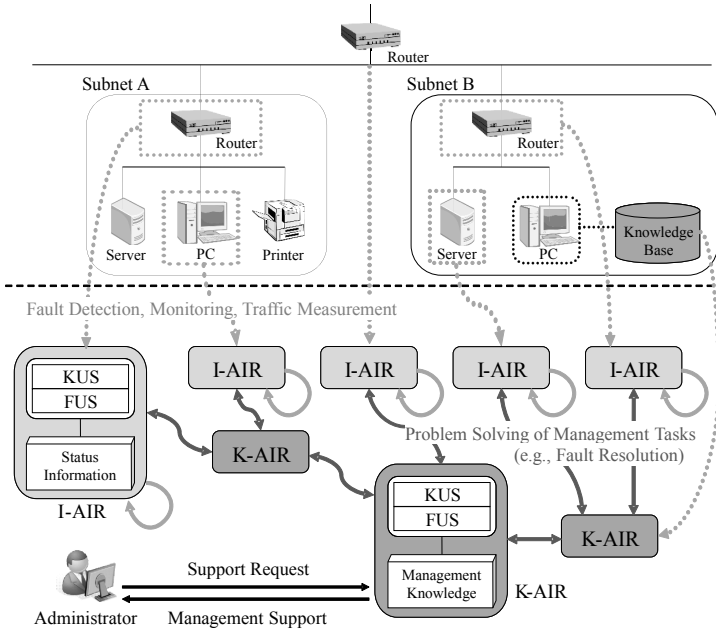 Router
Subnet A
Subnet B
Router
Router
Server
PC
Printer
Server
PC
Knowledge
Base
Fault Detection, Monitoring, Traffic Measurement
I-AIR
I-AIR
I-AIR
I-AIR
KUS
FUS
Status
Information
I-AIR
K-AIR
Problem Solving of Management Tasks
(e.g., Fault Resolution)
KUS
FUS
Management
Knowledge
K-AIR
K-AIR
Support Request
Administrator
Management Support